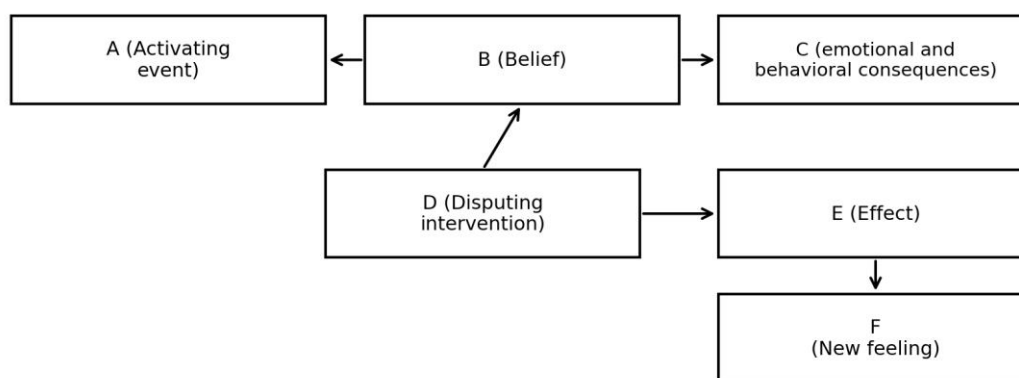 A (Activating
event)
B (Belief)
C (emotional and
behavioral consequences)
D (Disputing
intervention)
E (Effect)
F
(New feeling)